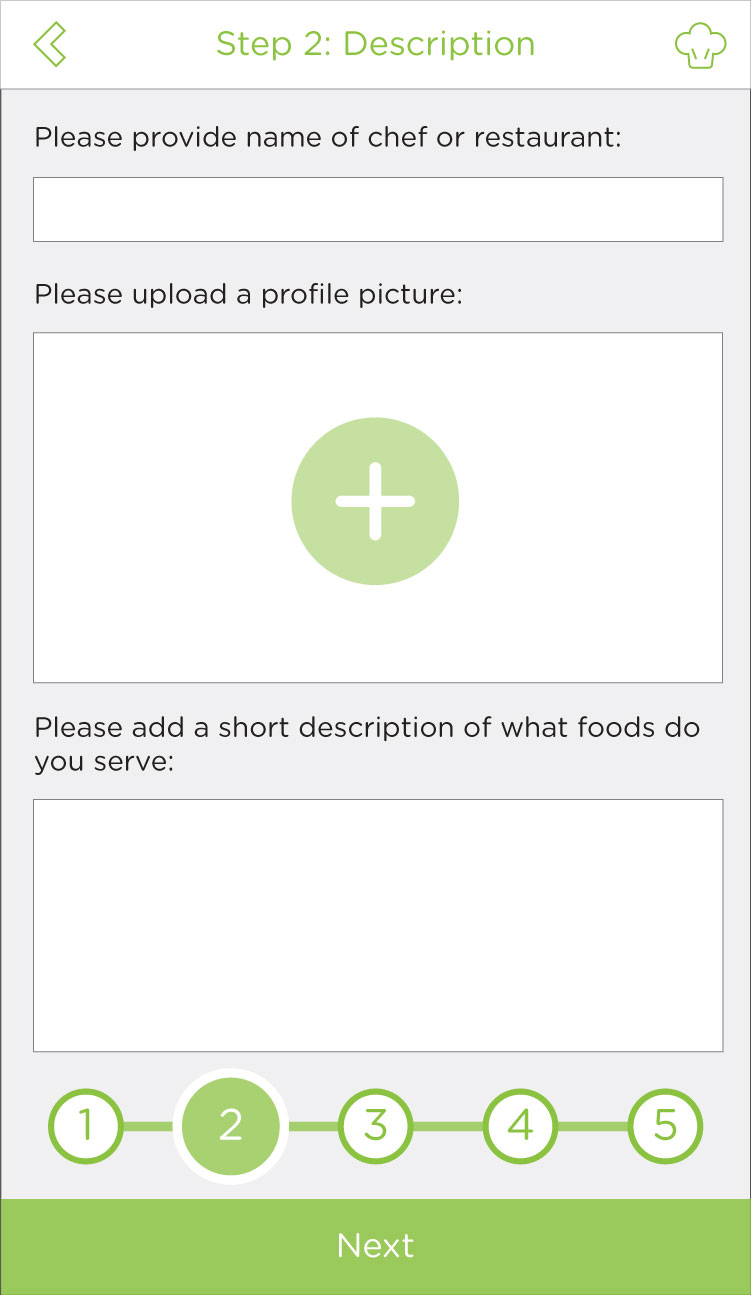 Step 2: Description
Please provide name of chef or restaurant:
Please upload a profile picture:
Please add a short description of what foods do
you serve:
1 2 3 4 5
Next